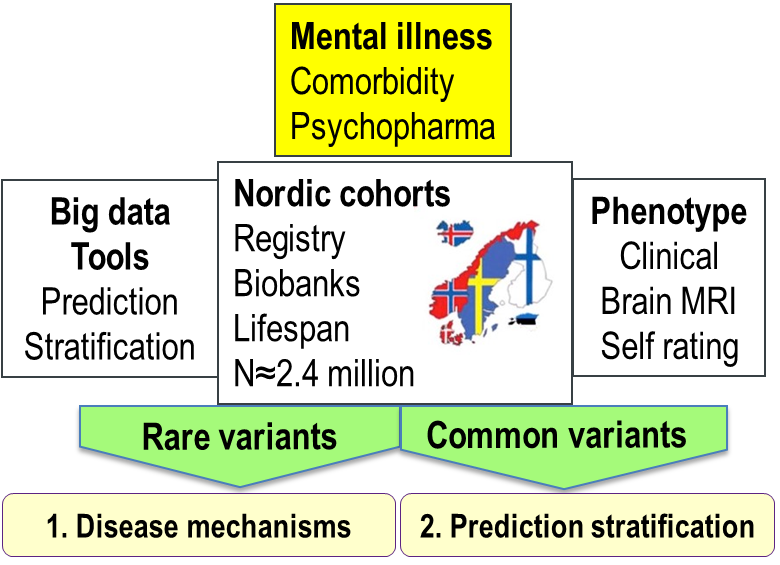 Mental illness
Comorbidity
Psychopharma
Big data
Tools
Prediction
Stratification
Nordic cohorts
Registry
Biobanks
Lifespan
N≈2.4 million
Phenotype
Clinical
Brain MRI
Self rating
Rare variants
Common variants
1. Disease mechanisms
2. Prediction stratification